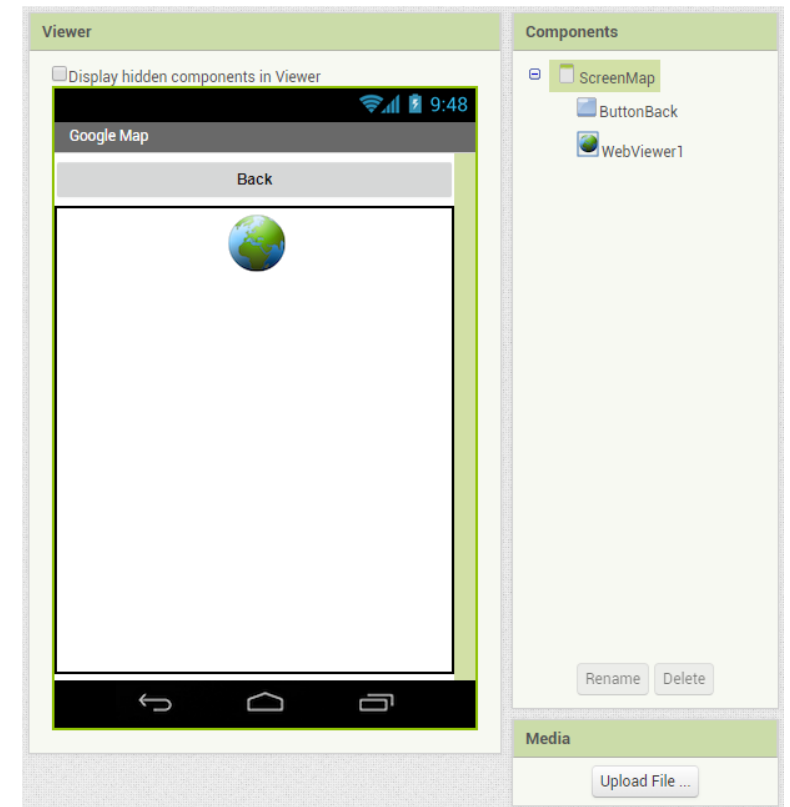 Viewer
Display hidden components in Viewer
9:48
Google Map
Back
Components
ScreenMap
ButtonBack
WebViewer1
Rename Delete
Media
Upload File ...